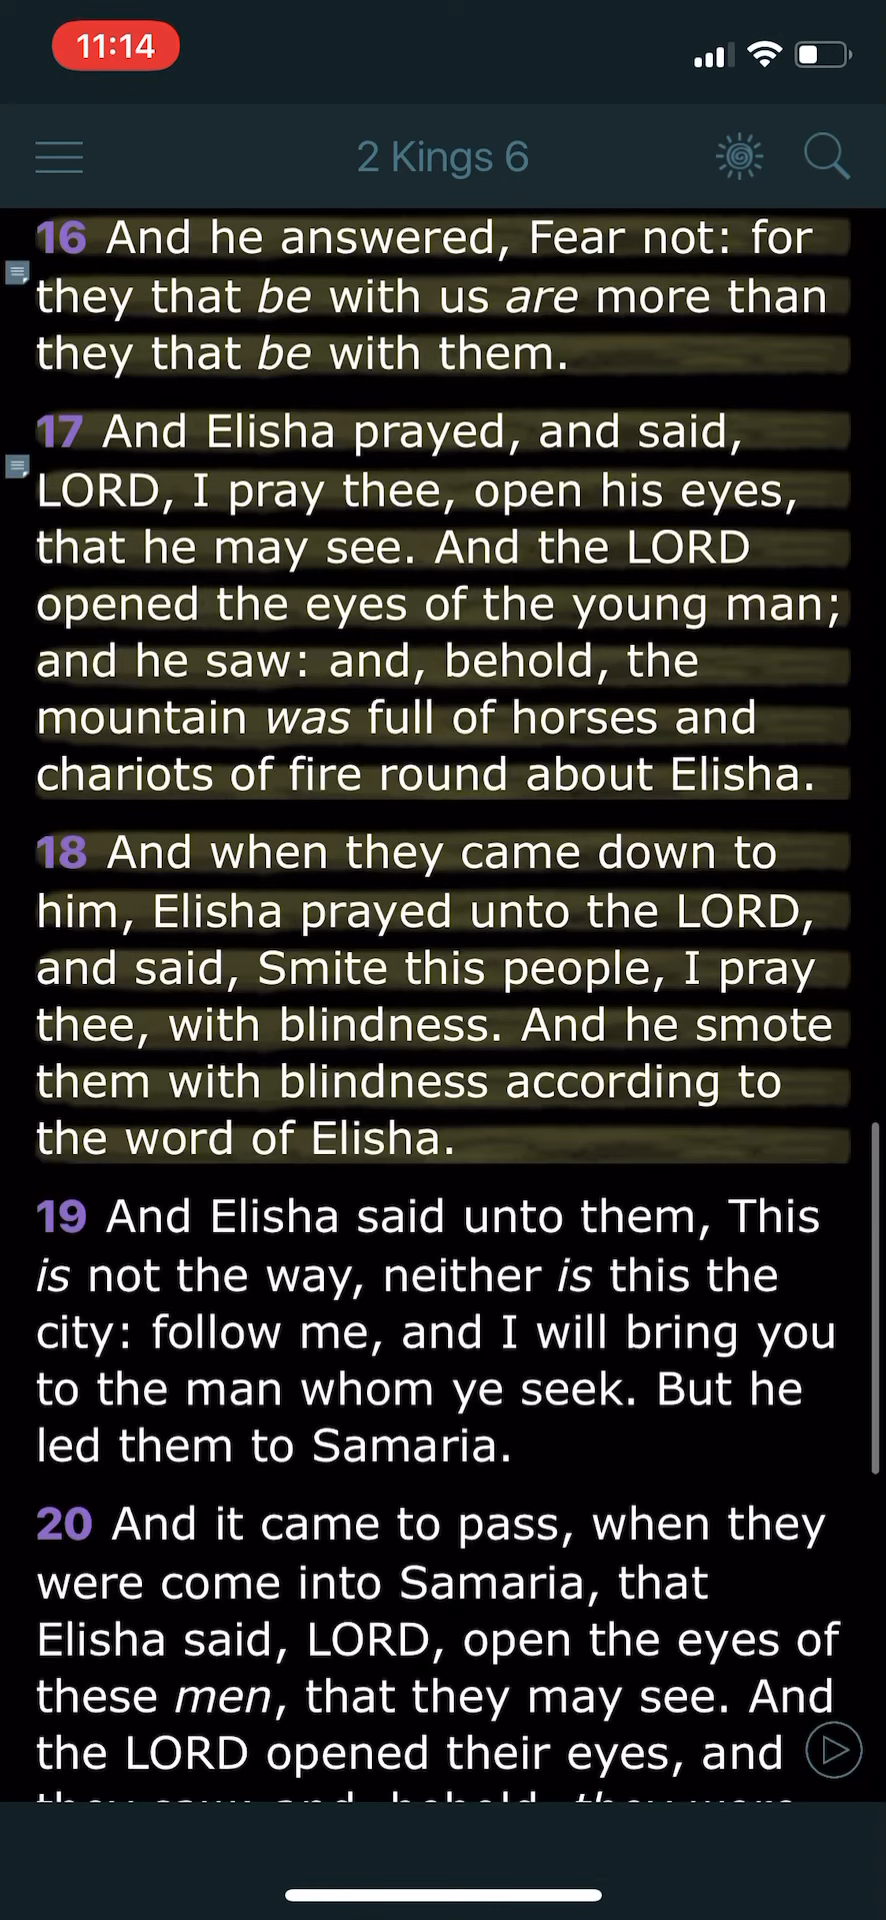 11:14
2 Kings 6
16 And he answered, Fear not: for
they that be with us are more than
they that be with them.
17 And Elisha prayed, and said,
LORD, I pray thee, open his eyes,
that he may see. And the LORD
opened the eyes of the young man;
and he saw: and, behold, the
mountain was full of horses and
chariots of fire round about Elisha.
18 And when they came down to
him, Elisha prayed unto the LORD,
and said, Smite this people, I pray
thee, with blindness. And he smote
them with blindness according to
the word of Elisha.
19 And Elisha said unto them, This
is not the way, neither is this the
city: follow me, and I will bring you
to the man whom ye seek. But he
led them to Samaria.
20 And it came to pass, when they
were come into Samaria, that
Elisha said, LORD, open the eyes of
these men, that they may see. And
the LORD opened their eyes, and